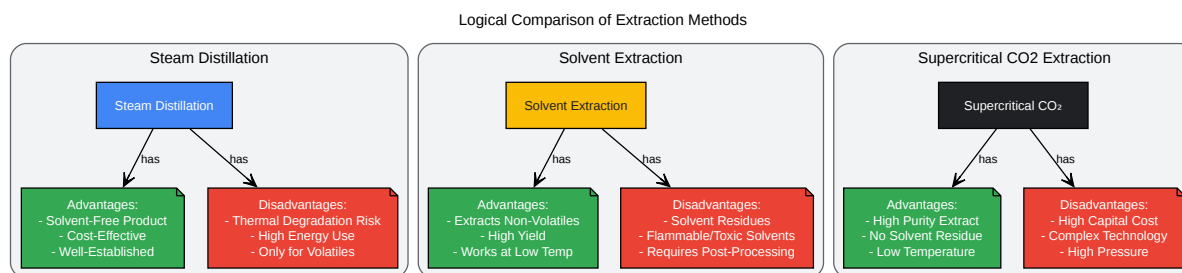 Logical Comparison of Extraction Methods
Steam Distillation
Steam Distillation
has
has
Advantages:
- Solvent-Free Product
- Cost-Effective
- Well-Established
Disadvantages:
- Thermal Degradation Risk
- High Energy Use
- Only for Volatiles
Solvent Extraction
Solvent Extraction
has
has
Advantages:
- Extracts Non-Volatiles
- High Yield
- Works at Low Temp
Disadvantages:
- Solvent Residues
- Flammable/Toxic Solvents
- Requires Post-Processing
Supercritical CO2 Extraction
Supercritical CO₂
has
has
Advantages:
- High Purity Extract
- No Solvent Residue
- Low Temperature
Disadvantages:
- High Capital Cost
- Complex Technology
- High Pressure